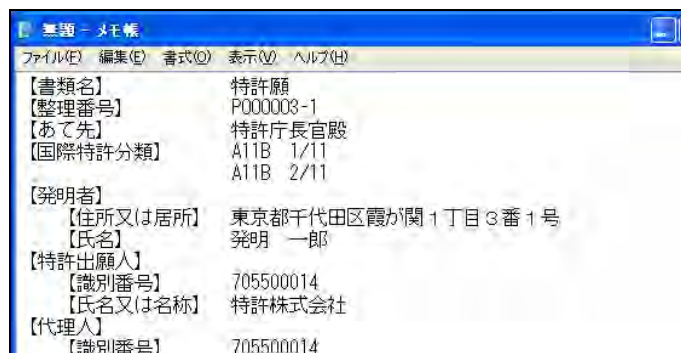 無題 - メモ帳
ファイル(F) 編集(E) 書式(O) 表示(V) ヘルプ(H)
【書類名】 特許願
【整理番号】 P000003-1
【あて先】 特許庁長官殿
【国際特許分類】 A11B 1/11
A11B 2/11
【発明者】
【住所又は居所】 東京都千代田区霞が関1丁目3番1号
【氏名】 発明 一郎
【特許出願人】
【識別番号】 705500014
【氏名又は名称】 特許株式会社
【代理人】
【識別番号】 705500014